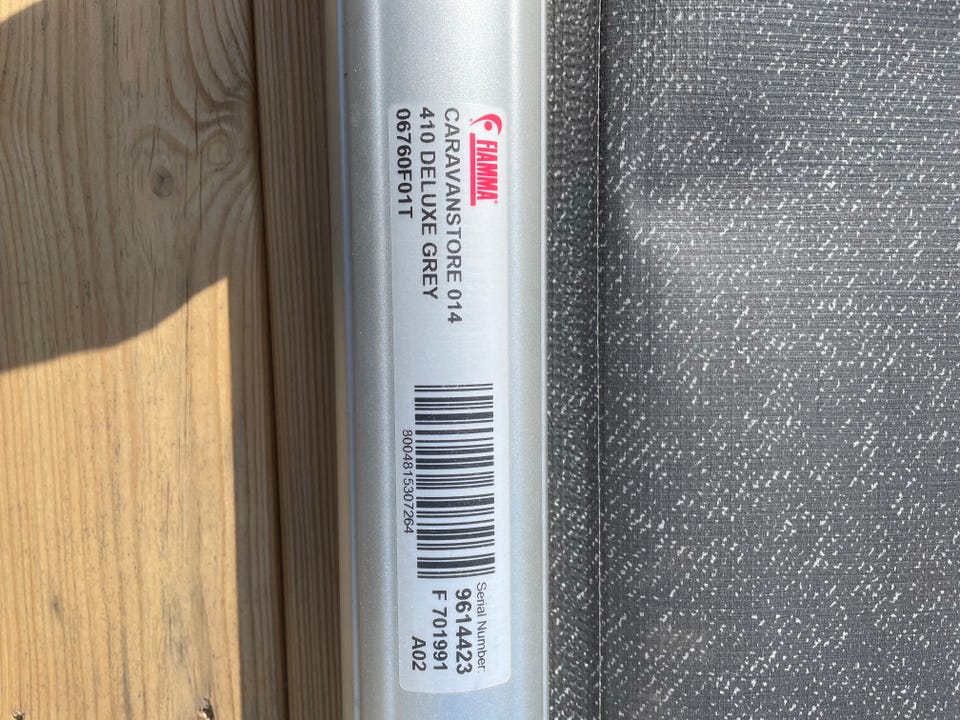 FIAMMA®
CARAVANSTORE 014
410 DELUXE GREY
06760F01T
8004815307264
Serial Number:
9614423
F 701991
A02